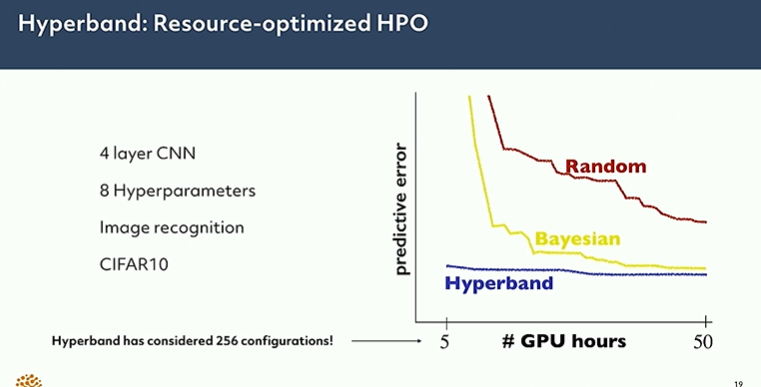 Hyperband: Resource-optimized HPO
4 layer CNN
8 Hyperparameters
Image recognition
CIFAR10
predictive error
Random
Bayesian
Hyperband
Hyperband has considered 256 configurations!
5
# GPU hours
50
19